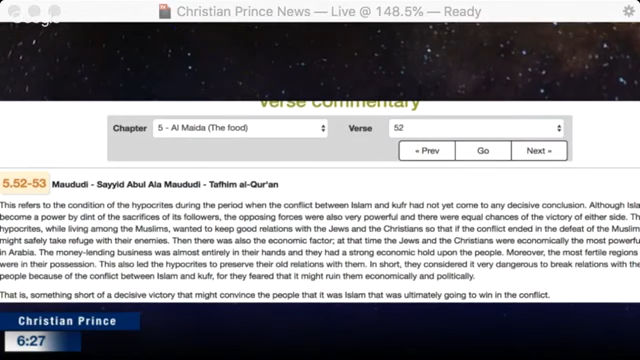 Christian Prince News — Live @ 148.5% — Ready
verse commentary
Chapter 5 - Al Maida (The food) Verse 52
« Prev Go Next »
5.52-53 Maududi - Sayyid Abul Ala Maududi - Tafhim al-Qur'an
This refers to the condition of the hypocrites during the period when the conflict between Islam and kufr had not yet come to any decisive conclusion. Although Isla
become a power by dint of the sacrifices of its followers, the opposing forces were also very powerful and there were equal chances of the victory of either side. Th
hypocrites, while living among the Muslims, wanted to keep good relations with the Jews and the Christians so that if the conflict ended in the defeat of the Muslim
might safely take refuge with their enemies. Then there was also the economic factor; at that time the Jews and the Christians were economically the most powerfu
in Arabia. The money-lending business was almost entirely in their hands and they had a strong economic hold upon the people. Moreover, the most fertile regions
were in their possession. This also led the hypocrites to preserve their old relations with them. In short, they considered it very dangerous to break relations with the
people because of the conflict between Islam and kufr, for they feared that it might ruin them economically and politically.
That is, something short of a decisive victory that might convince the people that it was Islam that was ultimately going to win in the conflict.
Christian Prince
6:27